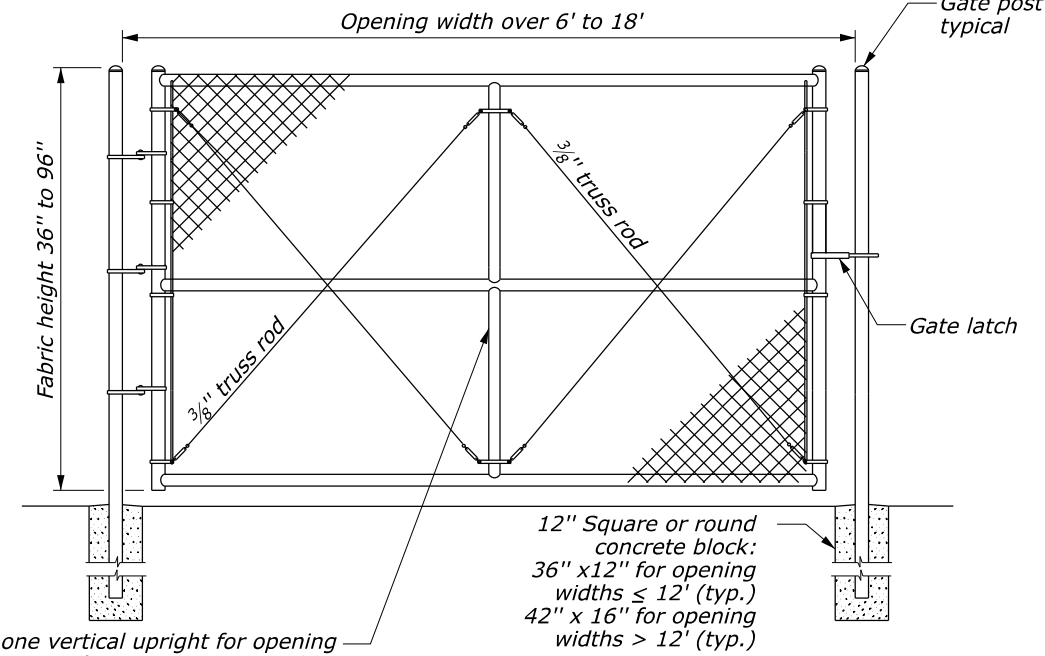 Opening width over 6' to 18'
Gate post
typical
Fabric height 36" to 96"
3/8" truss rod
3/8" truss rod
Gate latch
12" Square or round
concrete block:
36" x12" for opening
widths ≤ 12' (typ.)
42" x 16" for opening
widths > 12' (typ.)
one vertical upright for opening